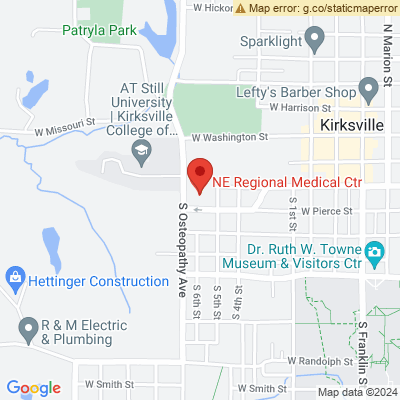 Map error: g.co/staticmaperror
W Hickor
Patryla Park
Sparklight
N Marion St
AT Still
University
| Kirksville
College of...
Lefty's Barber Shop
W Harrison St
W Missouri St
W Washington St
Kirksville
NE Regional Medical Ctr
S Osteopathy Ave
W Pierce St
S 1st St
Dr. Ruth W. Towne
Museum & Visitors Ctr
Hettinger Construction
S 6th St
S 5th St
S 4th St
R & M Electric
& Plumbing
S Franklin S
W Randolph St
W Smith St
W Smith St
Google
Map data ©2024